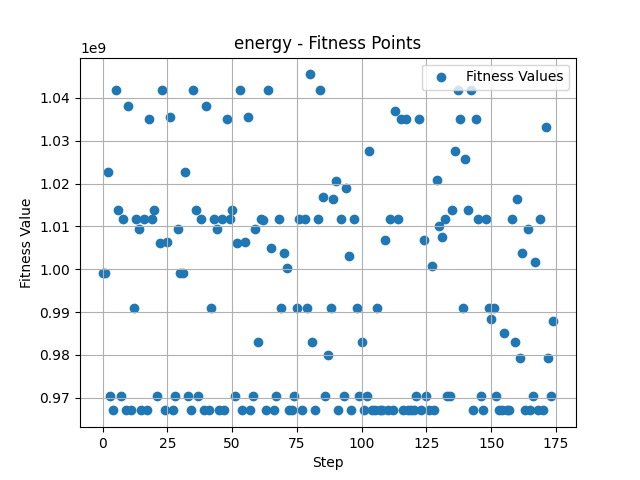 energy - Fitness Points
1e9
Fitness Values
1.04
1.03
1.02
1.01
1.00
0.99
0.98
0.97
Fitness Value
0 25 50 75 100 125 150 175
Step